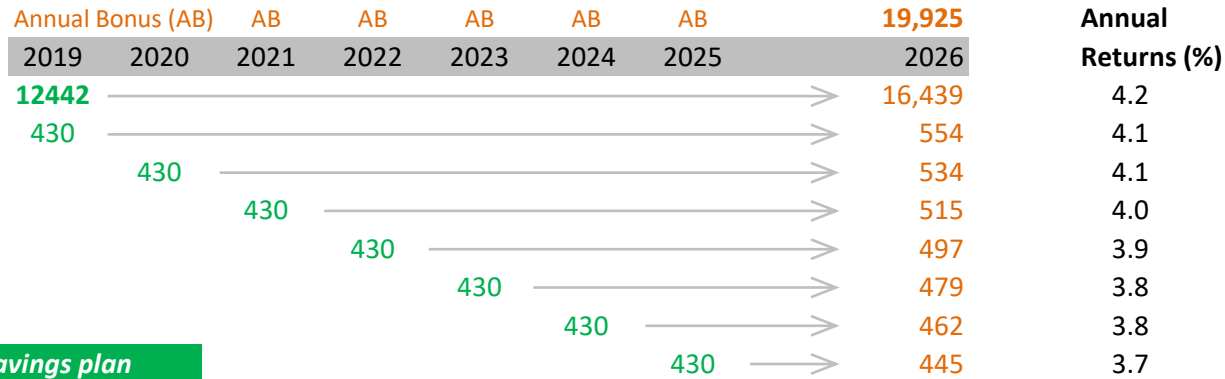 Annual Bonus (AB) AB AB AB AB AB 19,925 Annual
2019 2020 2021 2022 2023 2024 2025 2026 Returns (%)
12442 16,439 4.2
430 554 4.1
430 534 4.1
430 515 4.0
430 497 3.9
430 479 3.8
430 462 3.8
plan 430 445 3.7